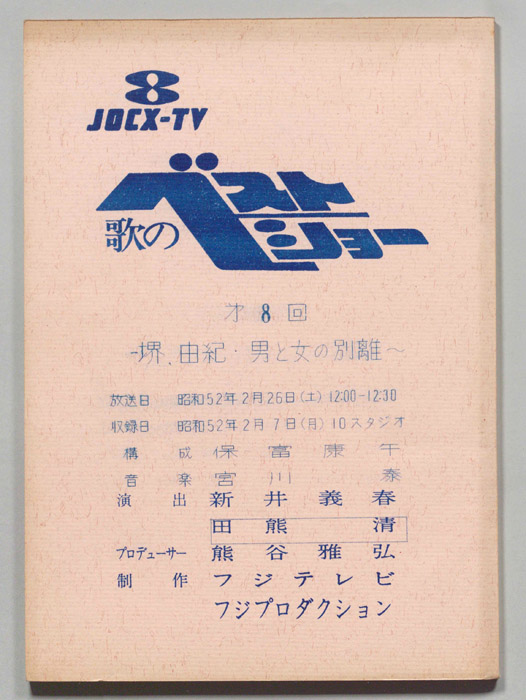 8
JOCX-TV
歌のベストショー
オ 8 回
-堺、由紀・男と女の別離〜
放送日 昭和52年2月26日(土)12:00-12:30
収録日 昭和52年2月7日(月)10スタジオ
構成 保富康午
音楽 宮川泰
演出 新井義春
田熊清
プロデューサー 熊谷雅弘
制作 フジテレビ
フジプロダクション